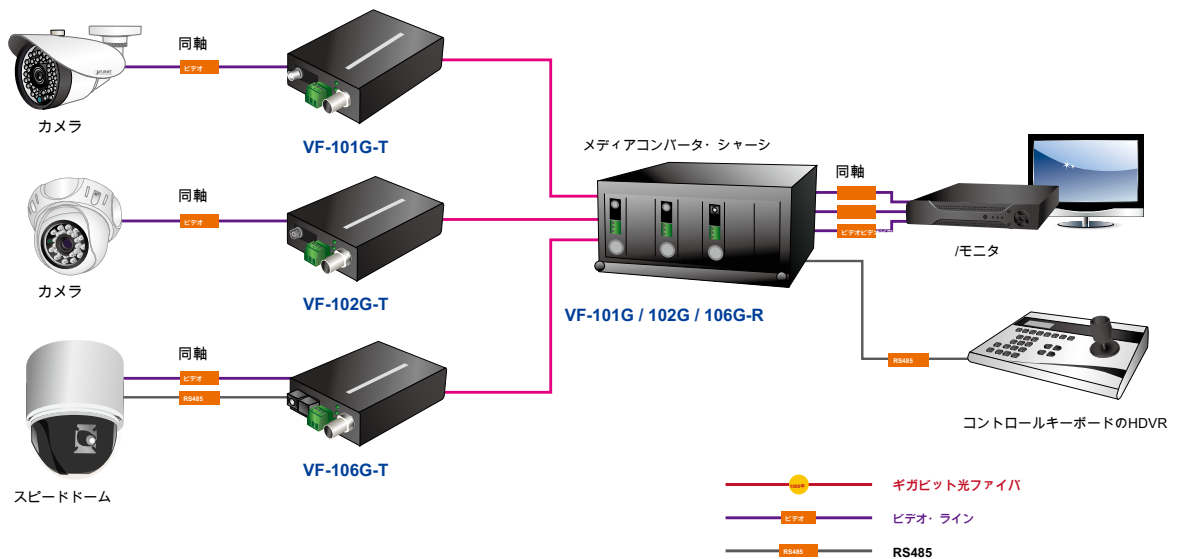 同軸
ビデオ
カメラ
VF-101G-T
同軸
ビデオ
カメラ
VF-102G-T
同軸
ビデオ
RS485
スピードドーム
VF-106G-T
メディアコンバータ・シャーシ
VF-101G / 102G / 106G-R
同軸
ビデオビデオ
/モニタ
RS485
コントロールキーボードのHDVR
ギガビット光ファイバ
ビデオ
ビデオ・ライン
RS485
RS485